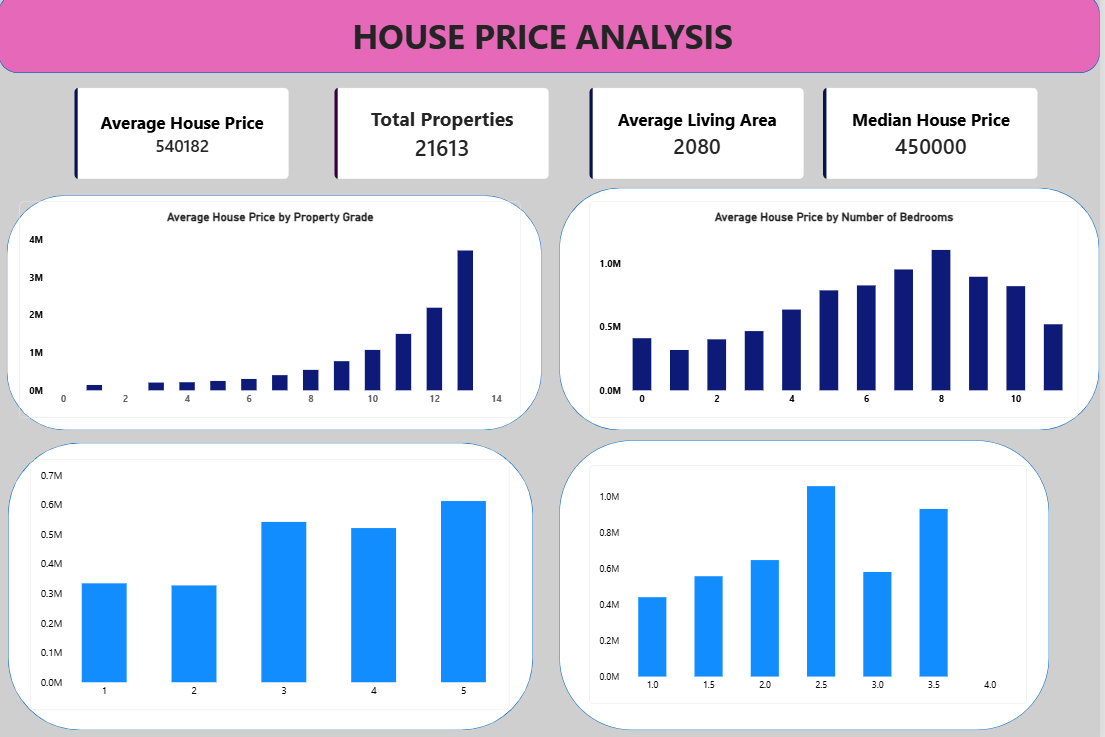 HOUSE PRICE ANALYSIS
Average House Price
540182
Total Properties
21613
Average Living Area
2080
Median House Price
450000
Average House Price by Property Grade
4M
3M
2M
1M
0M
0 2 4 6 8 10 12 14
Average House Price by Number of Bedrooms
1.0M
0.5M
0.0M
0 2 4 6 8 10
0.7M
0.6M
0.5M
0.4M
0.3M
0.2M
0.1M
0.0M
1 2 3 4 5
1.0M
0.8M
0.6M
0.4M
0.2M
0.0M
1.0 1.5 2.0 2.5 3.0 3.5 4.0